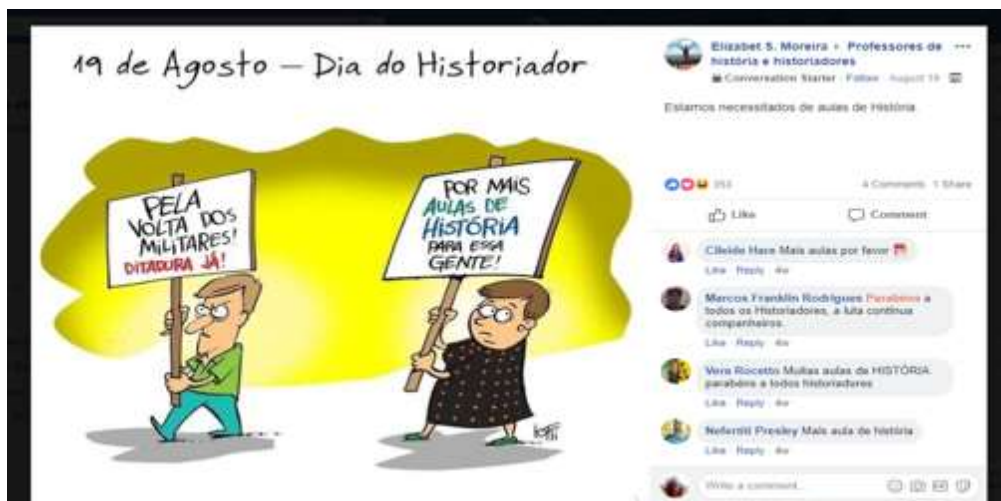 19 de Agosto — Dia do Historiador
PELA
VOLTA DOS
MILITARES!
DITADURA JÁ!
POR MAIS
AULAS DE
HISTÓRIA
PARA ESSA
GENTE!
Elizabet S. Moreira ▸ Professores de
história e historiadores
Conversation Starter · Follow · August 19
Estamos necessitados de aulas de História
353
4 Comments 1 Share
Like Comment
Cileide Hace Mais aulas por favor
Like · Reply · 4w
Marcos Franklin Rodrigues Parabéns a
todos os Historiadores, a luta continua
companheiros
Like · Reply · 4w
Vera Rocetto Muitas aulas de HISTÓRIA
parabéns a todos historiadores
Like · Reply · 4w
Nefertiti Presley Mais aula de história
Like · Reply · 4w
Write a comment...
GIF